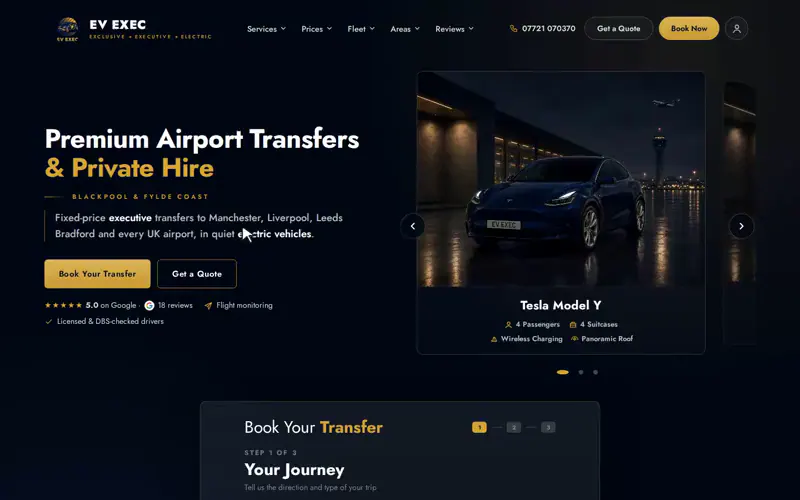 EV EXEC
EXCLUSIVE • EXECUTIVE • ELECTRIC
EV EXEC
Services
Prices
Fleet
Areas
Reviews
07721 070370
Get a Quote
Book Now
Premium Airport Transfers
& Private Hire
BLACKPOOL & FYLDE COAST
Fixed-price executive transfers to Manchester, Liverpool, Leeds
Bradford and every UK airport, in quiet electric vehicles.
Book Your Transfer
Get a Quote
★★★★★ 5.0 on Google · G 18 reviews
Flight monitoring
Licensed & DBS-checked drivers
EV EXEC
Tesla Model Y
4 Passengers
4 Suitcases
Wireless Charging
Panoramic Roof
Book Your Transfer
1
2
3
STEP 1 OF 3
Your Journey
Tell us the direction and type of your trip